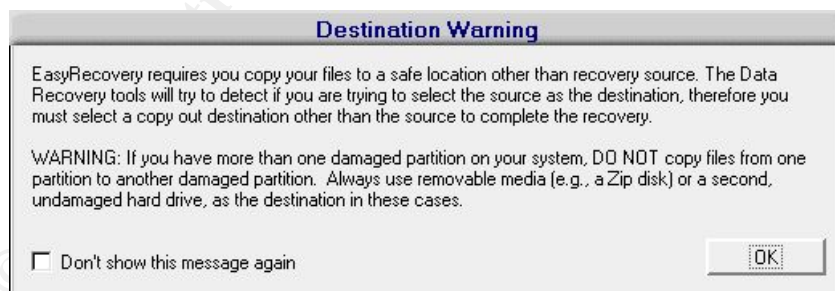 Destination Warning
EasyRecovery requires you copy your files to a safe location other than recovery source. The Data
Recovery tools will try to detect if you are trying to select the source as the destination, therefore you
must select a copy out destination other than the source to complete the recovery.
WARNING: If you have more than one damaged partition on your system, DO NOT copy files from one
partition to another damaged partition. Always use removable media (e.g., a Zip disk) or a second,
undamaged hard drive, as the destination in these cases.
Don't show this message again
OK